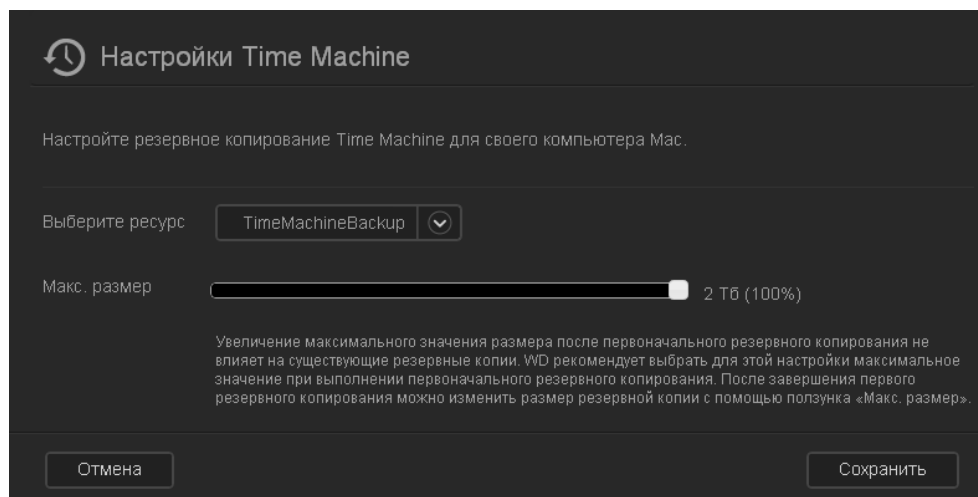 Настройки Time Machine
Настройте резервное копирование Time Machine для своего компьютера Mac.
Выберите ресурс
TimeMachineBackup
Макс. размер
2 Тб (100%)
Увеличение максимального значения размера после первоначального резервного копирования не
влияет на существующие резервные копии. WD рекомендует выбрать для этой настройки максимальное
значение при выполнении первоначального резервного копирования. После завершения первого
резервного копирования можно изменить размер резервной копии с помощью ползунка «Макс. размер».
Отмена
Сохранить